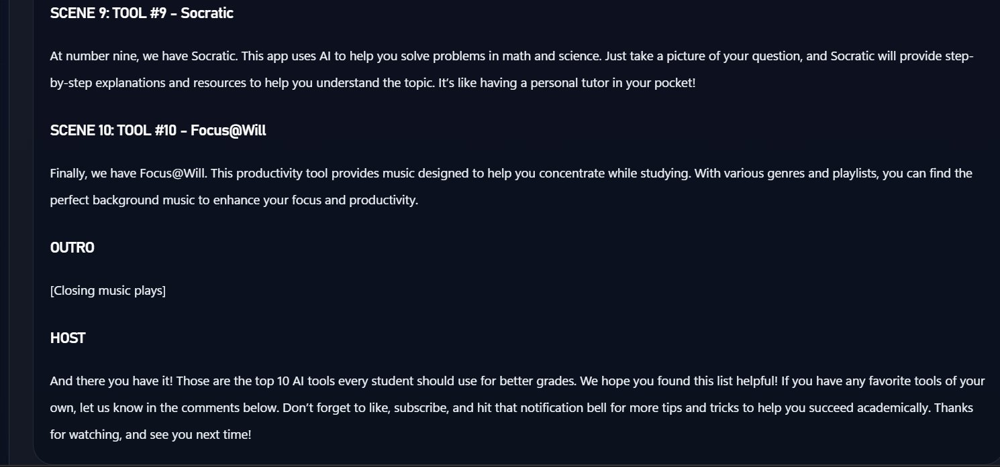 SCENE 9: TOOL #9 – Socratic
At number nine, we have Socratic. This app uses AI to help you solve problems in math and science. Just take a picture of your question, and Socratic will provide step-
by-step explanations and resources to help you understand the topic. It's like having a personal tutor in your pocket!
SCENE 10: TOOL #10 – Focus@Will
Finally, we have Focus@Will. This productivity tool provides music designed to help you concentrate while studying. With various genres and playlists, you can find the
perfect background music to enhance your focus and productivity.
OUTRO
[Closing music plays]
HOST
And there you have it! Those are the top 10 AI tools every student should use for better grades. We hope you found this list helpful! If you have any favorite tools of your
own, let us know in the comments below. Don't forget to like, subscribe, and hit that notification bell for more tips and tricks to help you succeed academically. Thanks
for watching, and see you next time!